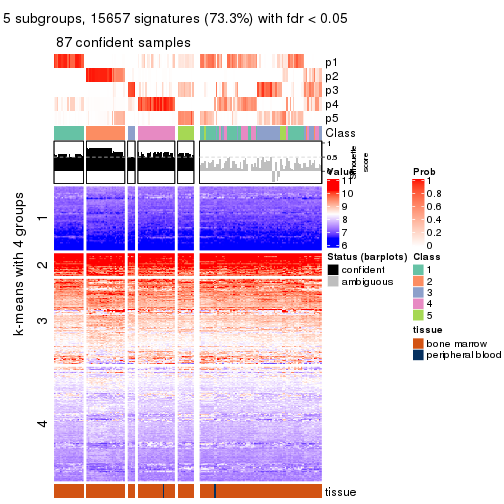 5 subgroups, 15657 signatures (73.3%) with fdr < 0.05
87 confident samples
p1
p2
p3
p4
p5
Class
1
0.5
0
silhouette
score
k-means with 4 groups
1
2
3
4
Value
11
10
9
8
7
6
Prob
1
0.8
0.6
0.4
0.2
0
Status (barplots)
confident
ambiguous
Class
1
2
3
4
5
tissue
bone marrow
peripheral blood
tissue